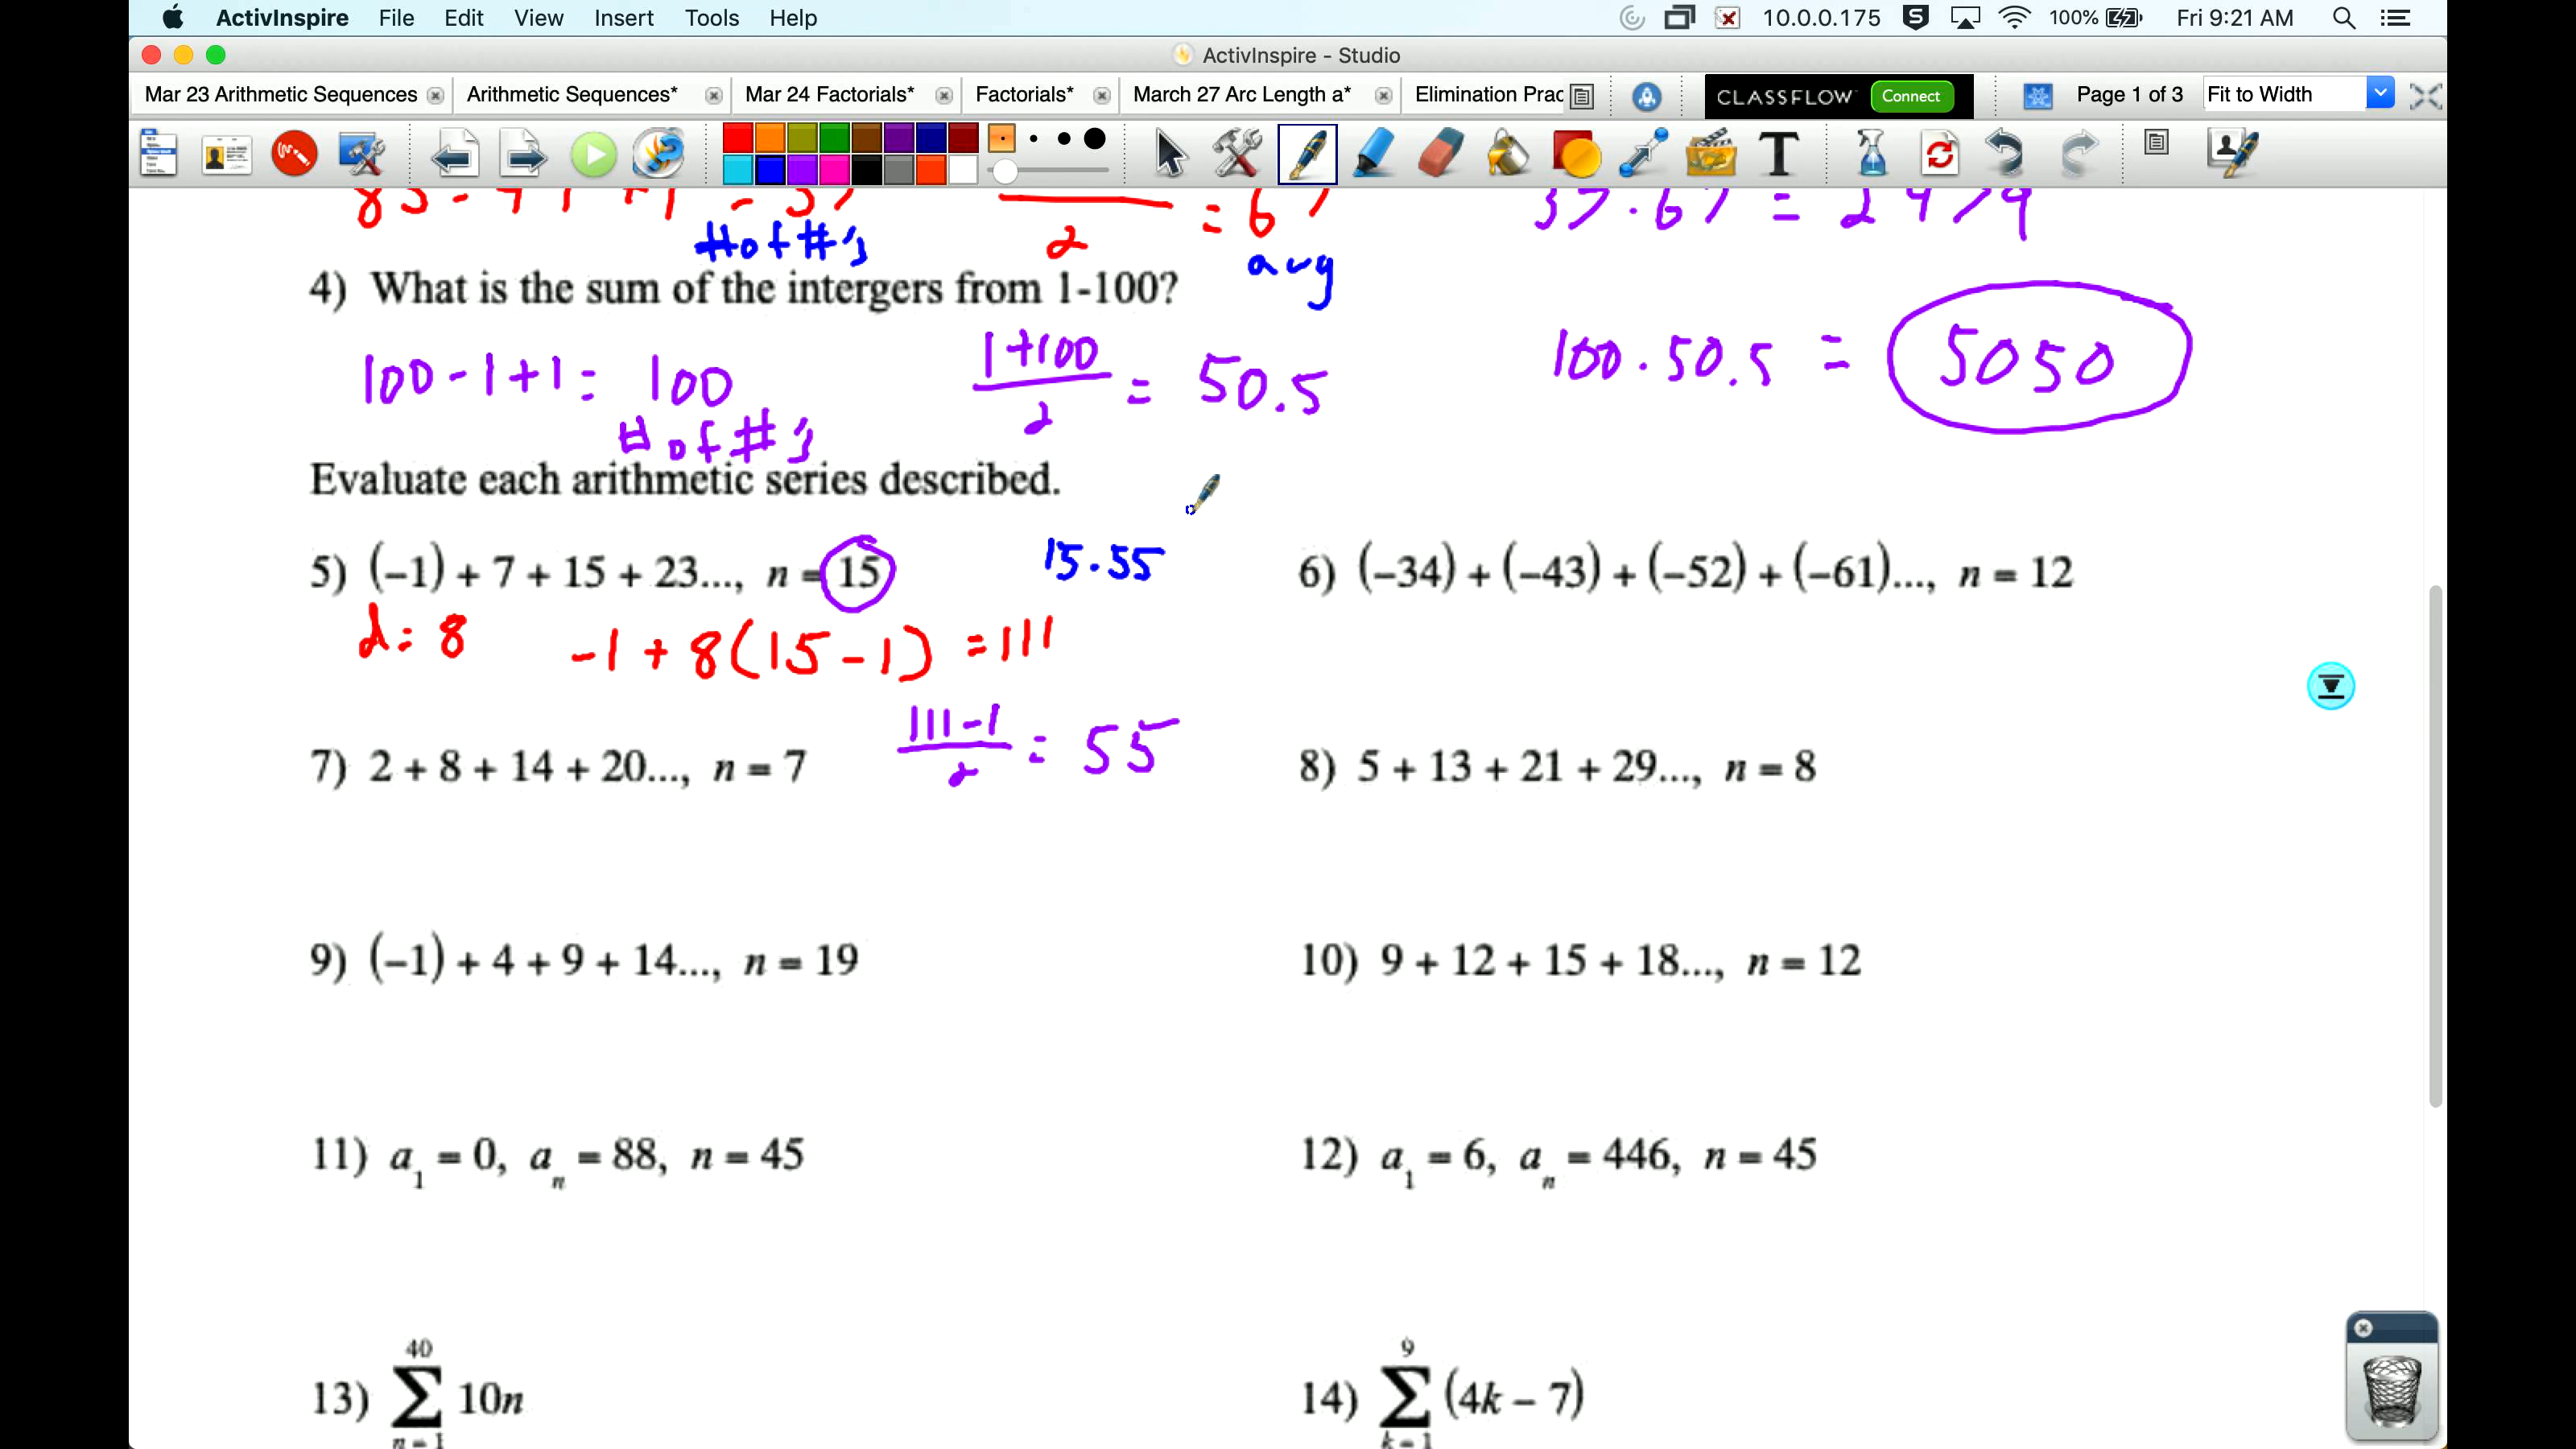 ActivInspire File Edit View Insert Tools Help 10.0.0.175 S 100% Fri 9:21 AM
ActivInspire - Studio
Mar 23 Arithmetic Sequences Arithmetic Sequences* Mar 24 Factorials* Factorials* March 27 Arc Length a* Elimination Prac CLASSFLOW Connect Page 1 of 3 Fit to Width
T
= 67
37 · 67 = 2479
# of #'s 2 avg
4) What is the sum of the intergers from 1-100?
100 - 1 + 1 = 100 1+100 / 2 = 50.5 100 · 50.5 = 5050
# of #'s
Evaluate each arithmetic series described.
5) (−1) + 7 + 15 + 23..., n = 15 15·55 6) (−34) + (−43) + (−52) + (−61)..., n = 12
d = 8 -1 + 8(15 - 1) = 111
111 - 1 / 2 = 55
7) 2 + 8 + 14 + 20..., n = 7 8) 5 + 13 + 21 + 29..., n = 8
9) (−1) + 4 + 9 + 14..., n = 19 10) 9 + 12 + 15 + 18..., n = 12
11) a₁ = 0, aₙ = 88, n = 45 12) a₁ = 6, aₙ = 446, n = 45
40 9
13) Σ 10n 14) Σ (4k − 7)
n = 1 k = 1